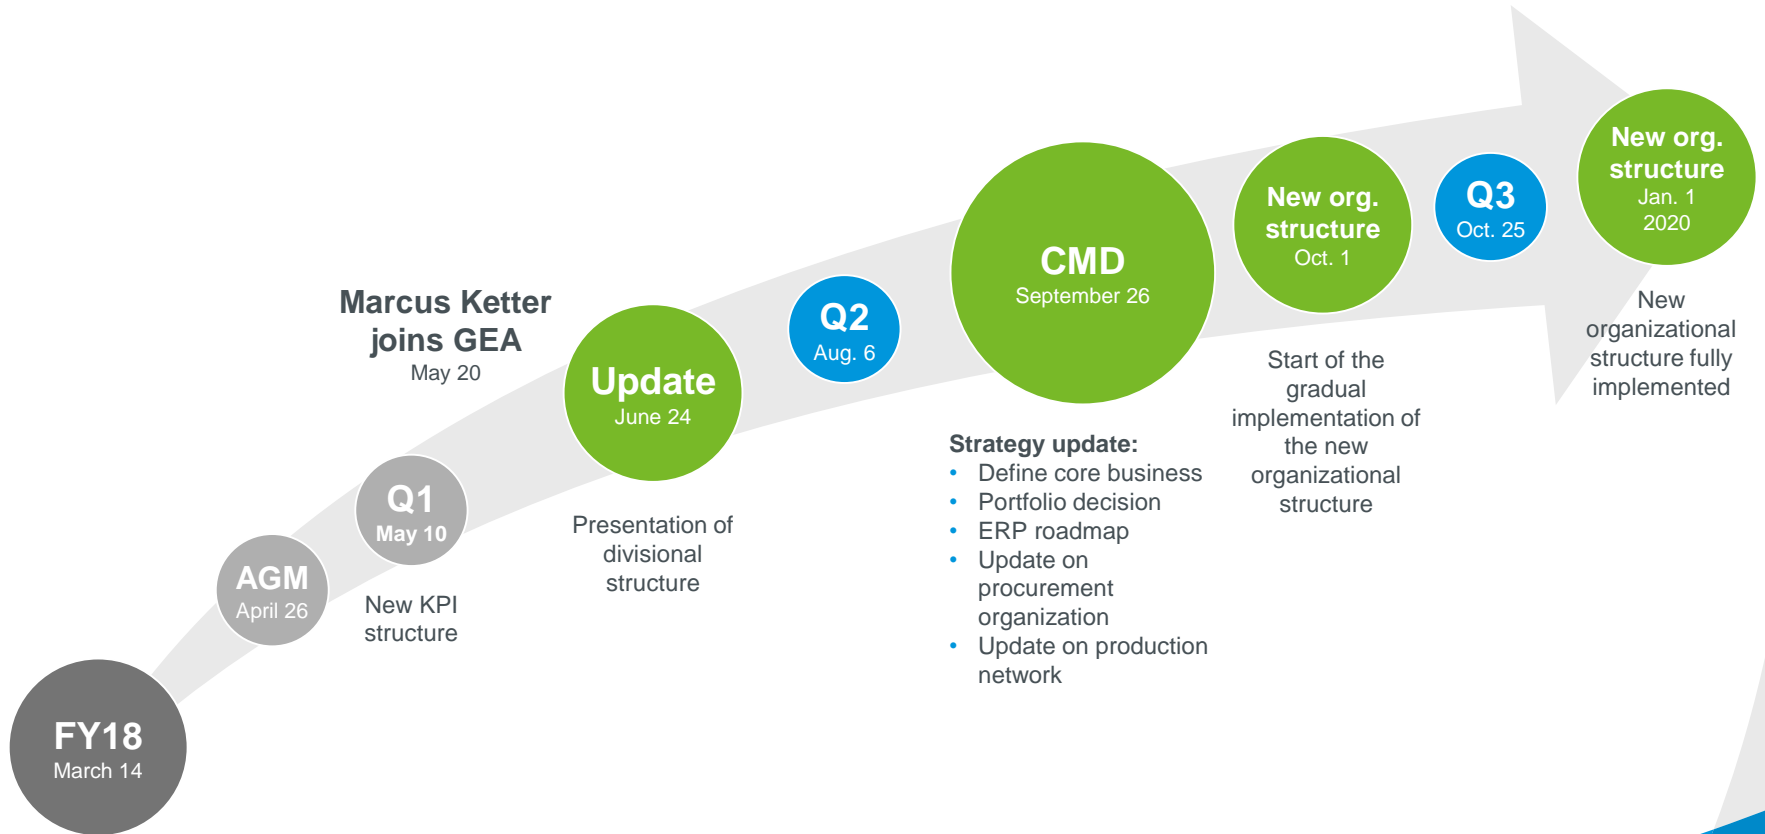 FY18
March 14
AGM
April 26
Q1
May 10
New KPI
structure
Marcus Ketter
joins GEA
May 20
Update
June 24
Presentation of
divisional
structure
Q2
Aug. 6
CMD
September 26
Strategy update:
• Define core business
• Portfolio decision
• ERP roadmap
• Update on
procurement
organization
• Update on production
network
New org.
structure
Oct. 1
Start of the
gradual
implementation of
the new
organizational
structure
Q3
Oct. 25
New org.
structure
Jan. 1
2020
New
organizational
structure fully
implemented